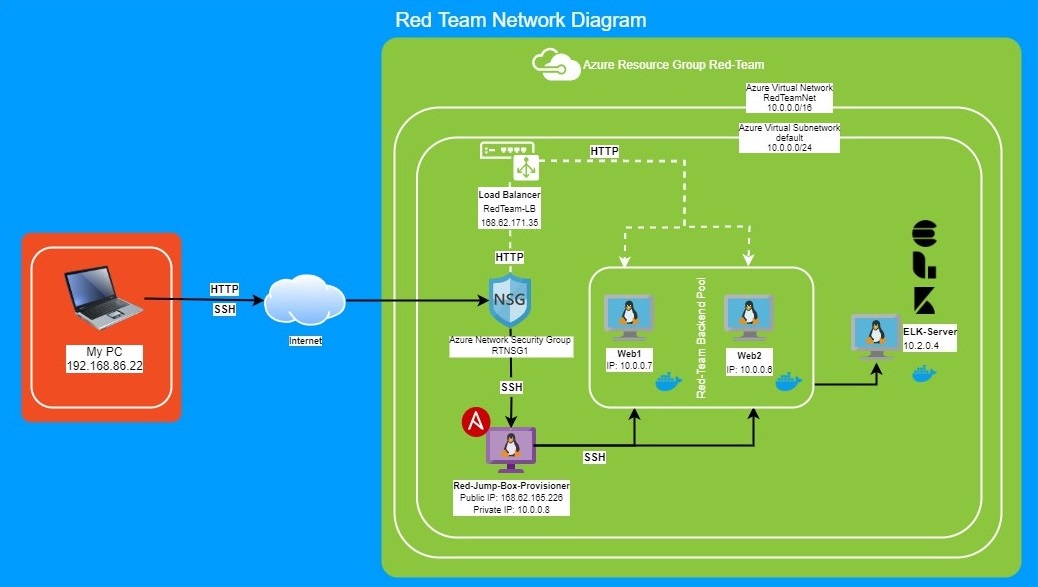 Red Team Network Diagram
Azure Resource Group Red-Team
Azure Virtual Network
RedTeamNet
10.0.0.0/16
Azure Virtual Subnetwork
default
10.0.0.0/24
HTTP
Load Balancer
RedTeam-LB
168.62.171.35
HTTP
NSG
Azure Network Security Group
RTNSG1
HTTP
SSH
My PC
192.168.86.22
Internet
SSH
Red-Team Backend Pool
Web1
IP: 10.0.0.7
Web2
IP: 10.0.0.6
ELK-Server
10.2.0.4
A
SSH
Red-Jump-Box-Provisioner
Public IP: 168.62.165.226
Private IP: 10.0.0.8